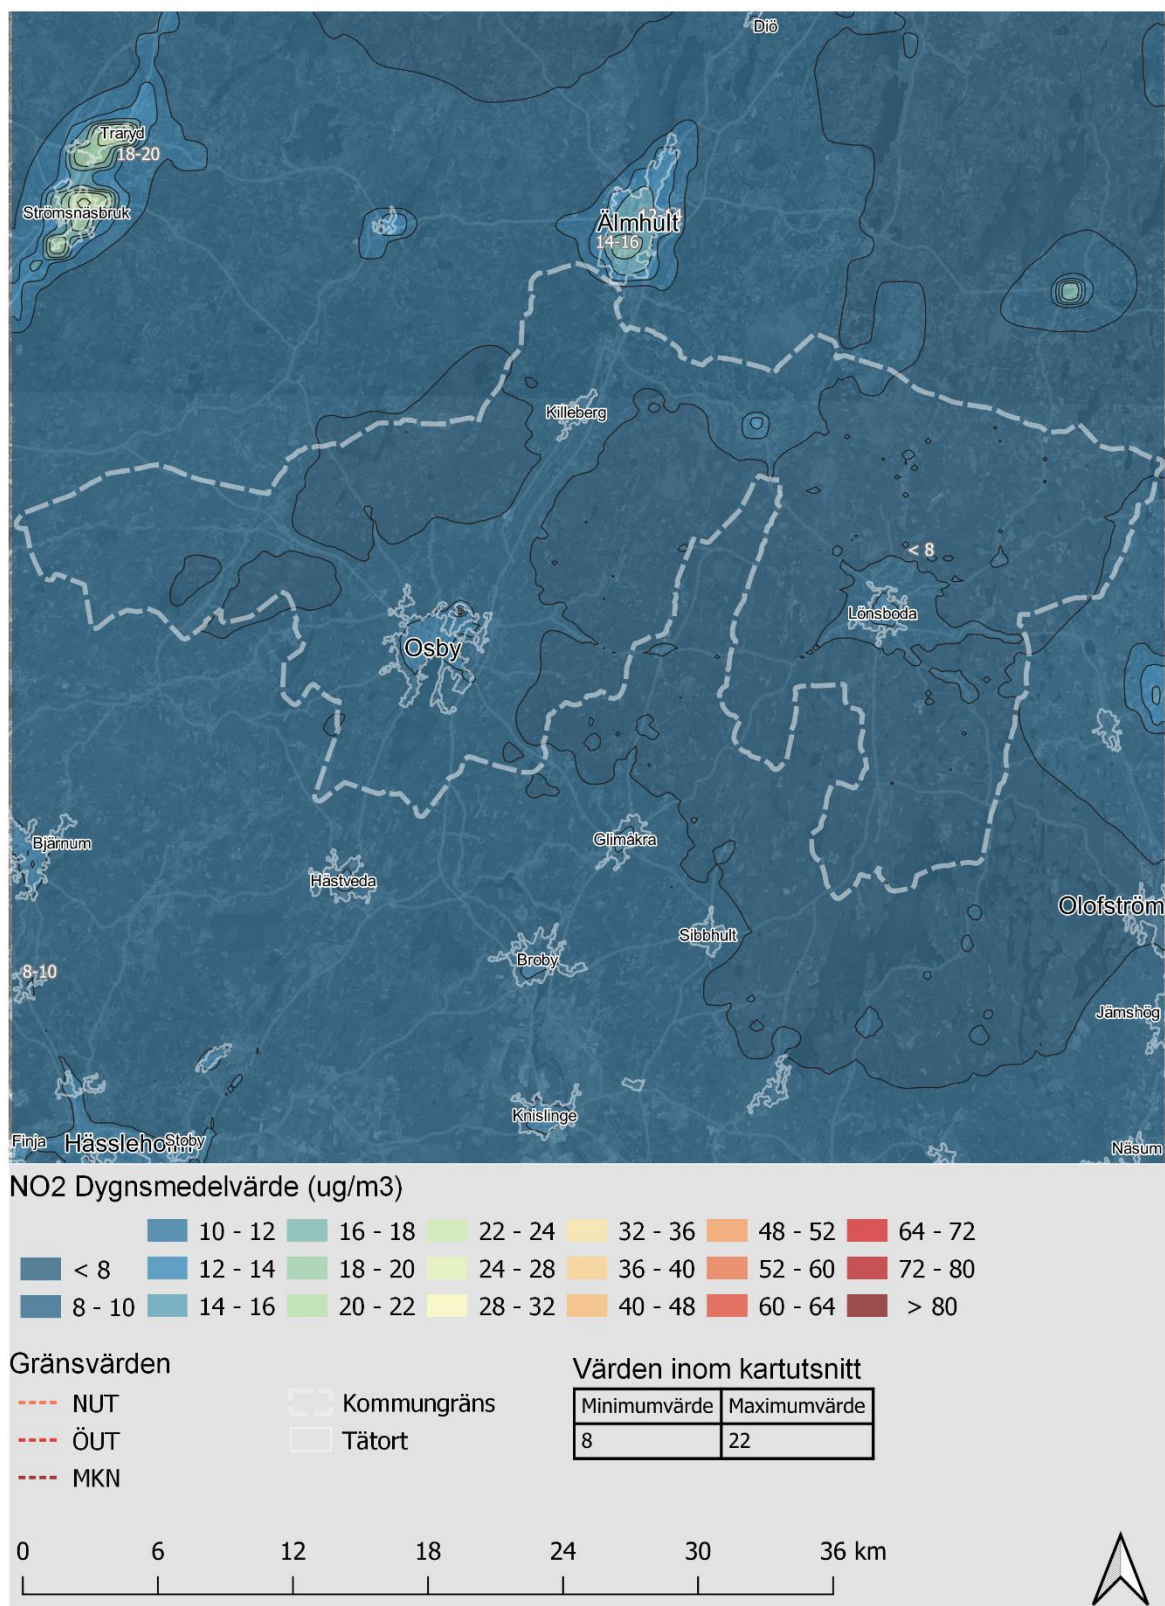 Diö
Traryd
18-20
Strömsnäsbruk
Älmhult
14-16
Killeberg
< 8
Lönsboda
Osby
Bjärnum
Glimåkra
Hästveda
Olofström
Sibbhult
Broby
8-10
Jämshög
Knislinge
Finja
Stoby
Näsum
NO2 Dygnsmedelvärde (ug/m3)
10 - 12 16 - 18 22 - 24 32 - 36 48 - 52 64 - 72
< 8 12 - 14 18 - 20 24 - 28 36 - 40 52 - 60 72 - 80
8 - 10 14 - 16 20 - 22 28 - 32 40 - 48 60 - 64 > 80
Gränsvärden
NUT
ÖUT
MKN
Kommungräns
Tätort
Värden inom kartutsnitt
Minimumvärde Maximumvärde
8 22
0 6 12 18 24 30 36 km